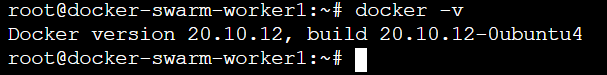 root@docker-swarm-worker1:~# docker -v
Docker version 20.10.12, build 20.10.12-0ubuntu4
root@docker-swarm-worker1:~#